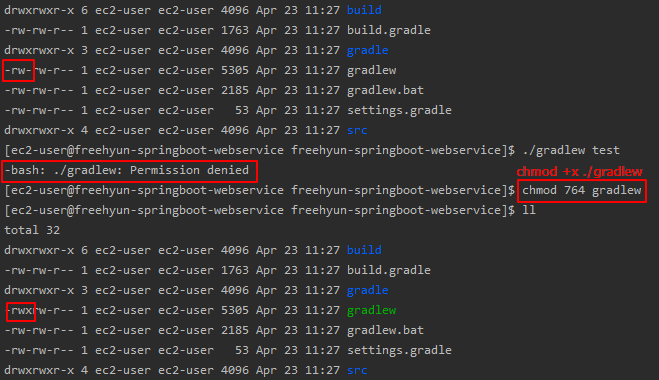 drwxrwxr-x 6 ec2-user ec2-user 4096 Apr 23 11:27 build
-rw-rw-r-- 1 ec2-user ec2-user 1763 Apr 23 11:27 build.gradle
drwxrwxr-x 3 ec2-user ec2-user 4096 Apr 23 11:27 gradle
-rw-rw-r-- 1 ec2-user ec2-user 5305 Apr 23 11:27 gradlew
-rw-rw-r-- 1 ec2-user ec2-user 2185 Apr 23 11:27 gradlew.bat
-rw-rw-r-- 1 ec2-user ec2-user   53 Apr 23 11:27 settings.gradle
drwxrwxr-x 4 ec2-user ec2-user 4096 Apr 23 11:27 src
[ec2-user@freehyun-springboot-webservice freehyun-springboot-webservice]$ ./gradlew test
-bash: ./gradlew: Permission denied
chmod +x ./gradlew
[ec2-user@freehyun-springboot-webservice freehyun-springboot-webservice]$ chmod 764 gradlew
[ec2-user@freehyun-springboot-webservice freehyun-springboot-webservice]$ ll
total 32
drwxrwxr-x 6 ec2-user ec2-user 4096 Apr 23 11:27 build
-rw-rw-r-- 1 ec2-user ec2-user 1763 Apr 23 11:27 build.gradle
drwxrwxr-x 3 ec2-user ec2-user 4096 Apr 23 11:27 gradle
-rwxrw-r-- 1 ec2-user ec2-user 5305 Apr 23 11:27 gradlew
-rw-rw-r-- 1 ec2-user ec2-user 2185 Apr 23 11:27 gradlew.bat
-rw-rw-r-- 1 ec2-user ec2-user   53 Apr 23 11:27 settings.gradle
drwxrwxr-x 4 ec2-user ec2-user 4096 Apr 23 11:27 src